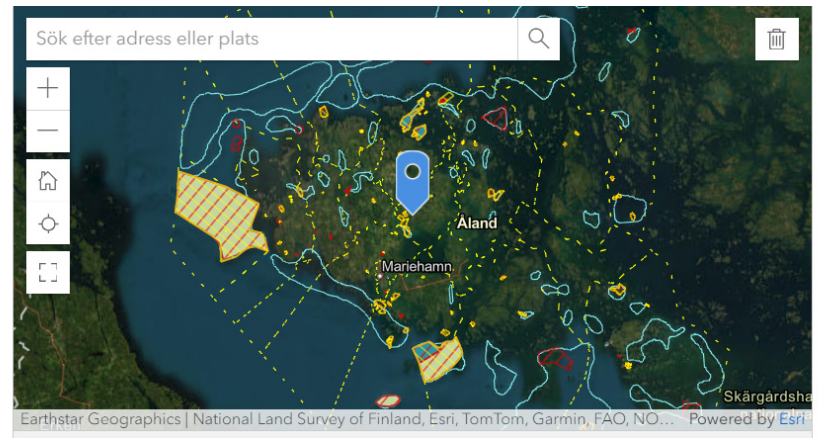 Sök efter adress eller plats
Åland
Mariehamn
Skärgårdsha
Earthstar Geographics | National Land Survey of Finland, Esri, TomTom, Garmin, FAO, NO... Powered by Esri